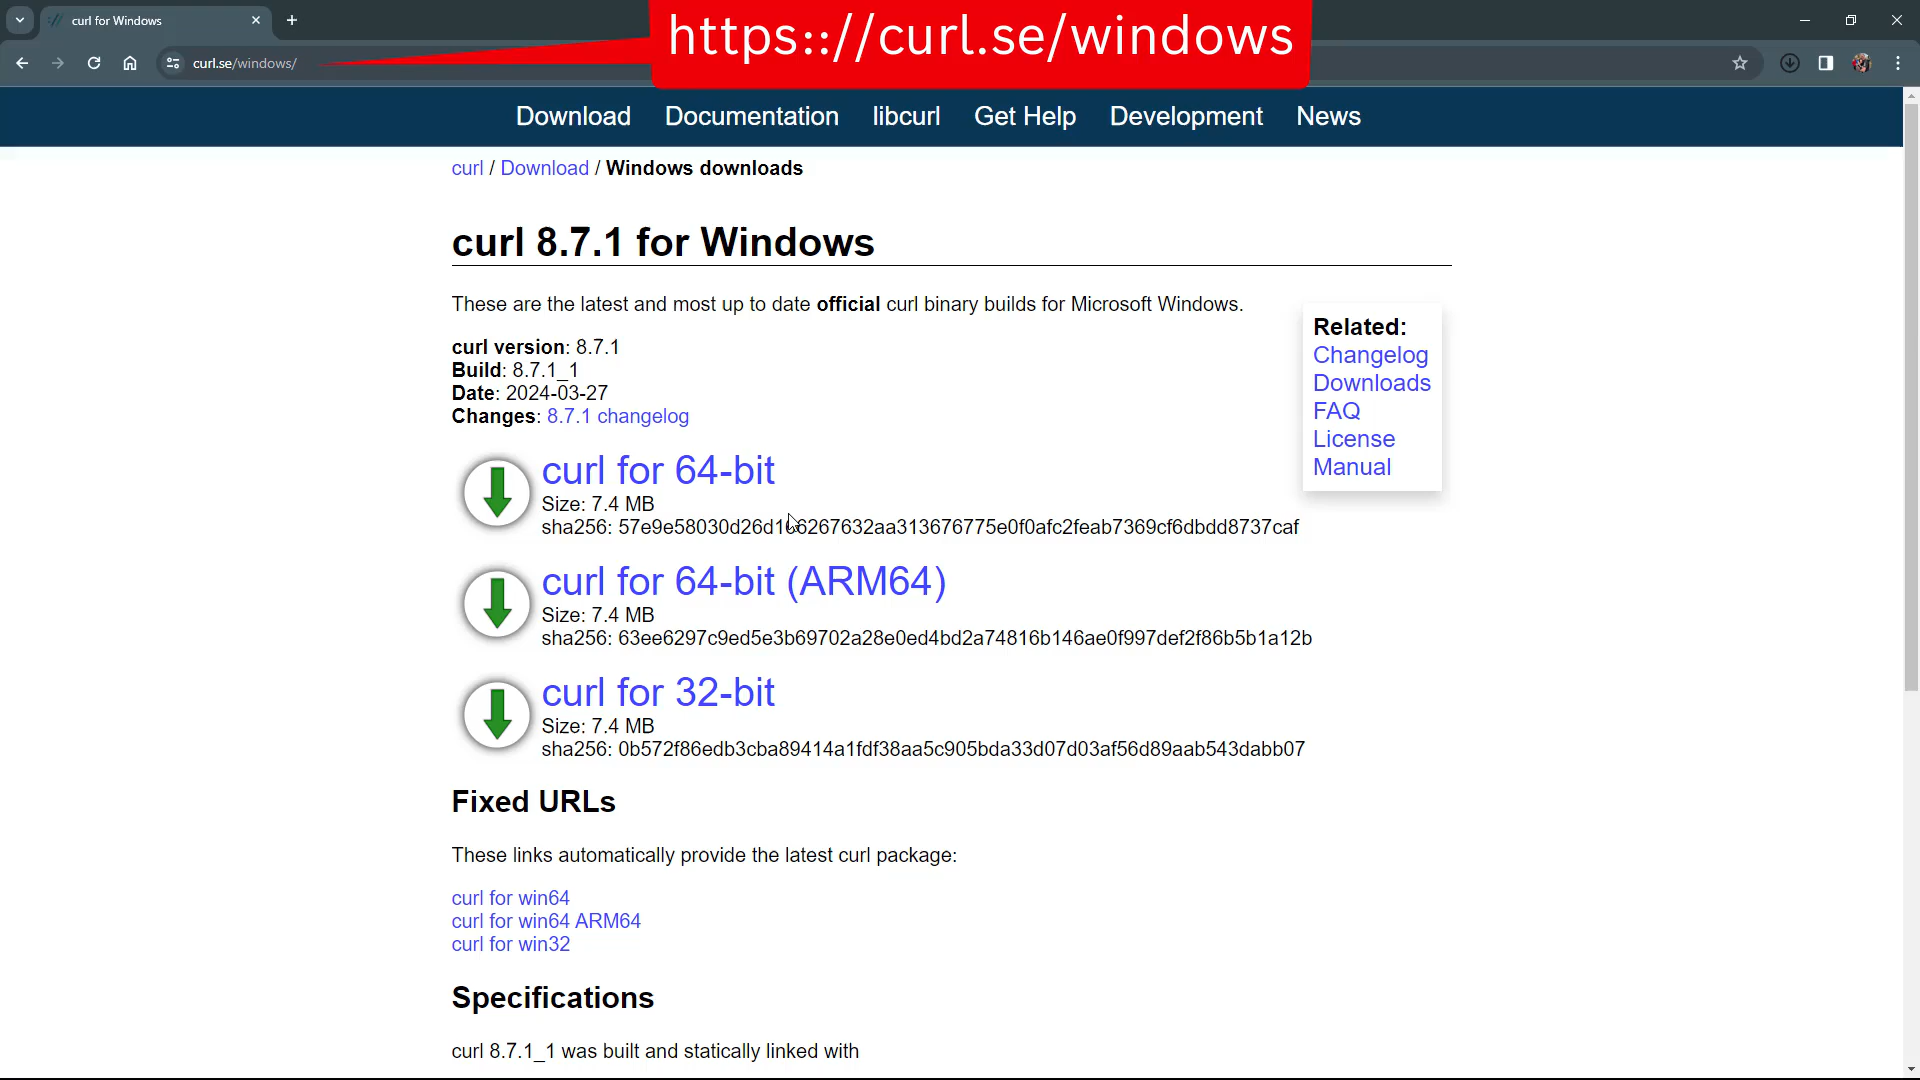 curl for Windows
https:://curl.se/windows
curl.se/windows/
Download Documentation libcurl Get Help Development News
curl / Download / Windows downloads
curl 8.7.1 for Windows
These are the latest and most up to date official curl binary builds for Microsoft Windows.
curl version: 8.7.1
Build: 8.7.1_1
Date: 2024-03-27
Changes: 8.7.1 changelog
Related:
Changelog
Downloads
FAQ
License
Manual
curl for 64-bit
Size: 7.4 MB
sha256:
curl for 64-bit (ARM64)
Size: 7.4 MB
sha256: 63ee6297c9ed5e3b69702a28e0ed4bd2a74816b146ae0f997def2f86b5b1a12b
curl for 32-bit
Size: 7.4 MB
sha256: 0b572f86edb3cba89414a1fdf38aa5c905bda33d07d03af56d89aab543dabb07
Fixed URLs
These links automatically provide the latest curl package:
curl for win64
curl for win64 ARM64
curl for win32
Specifications
curl 8.7.1_1 was built and statically linked with